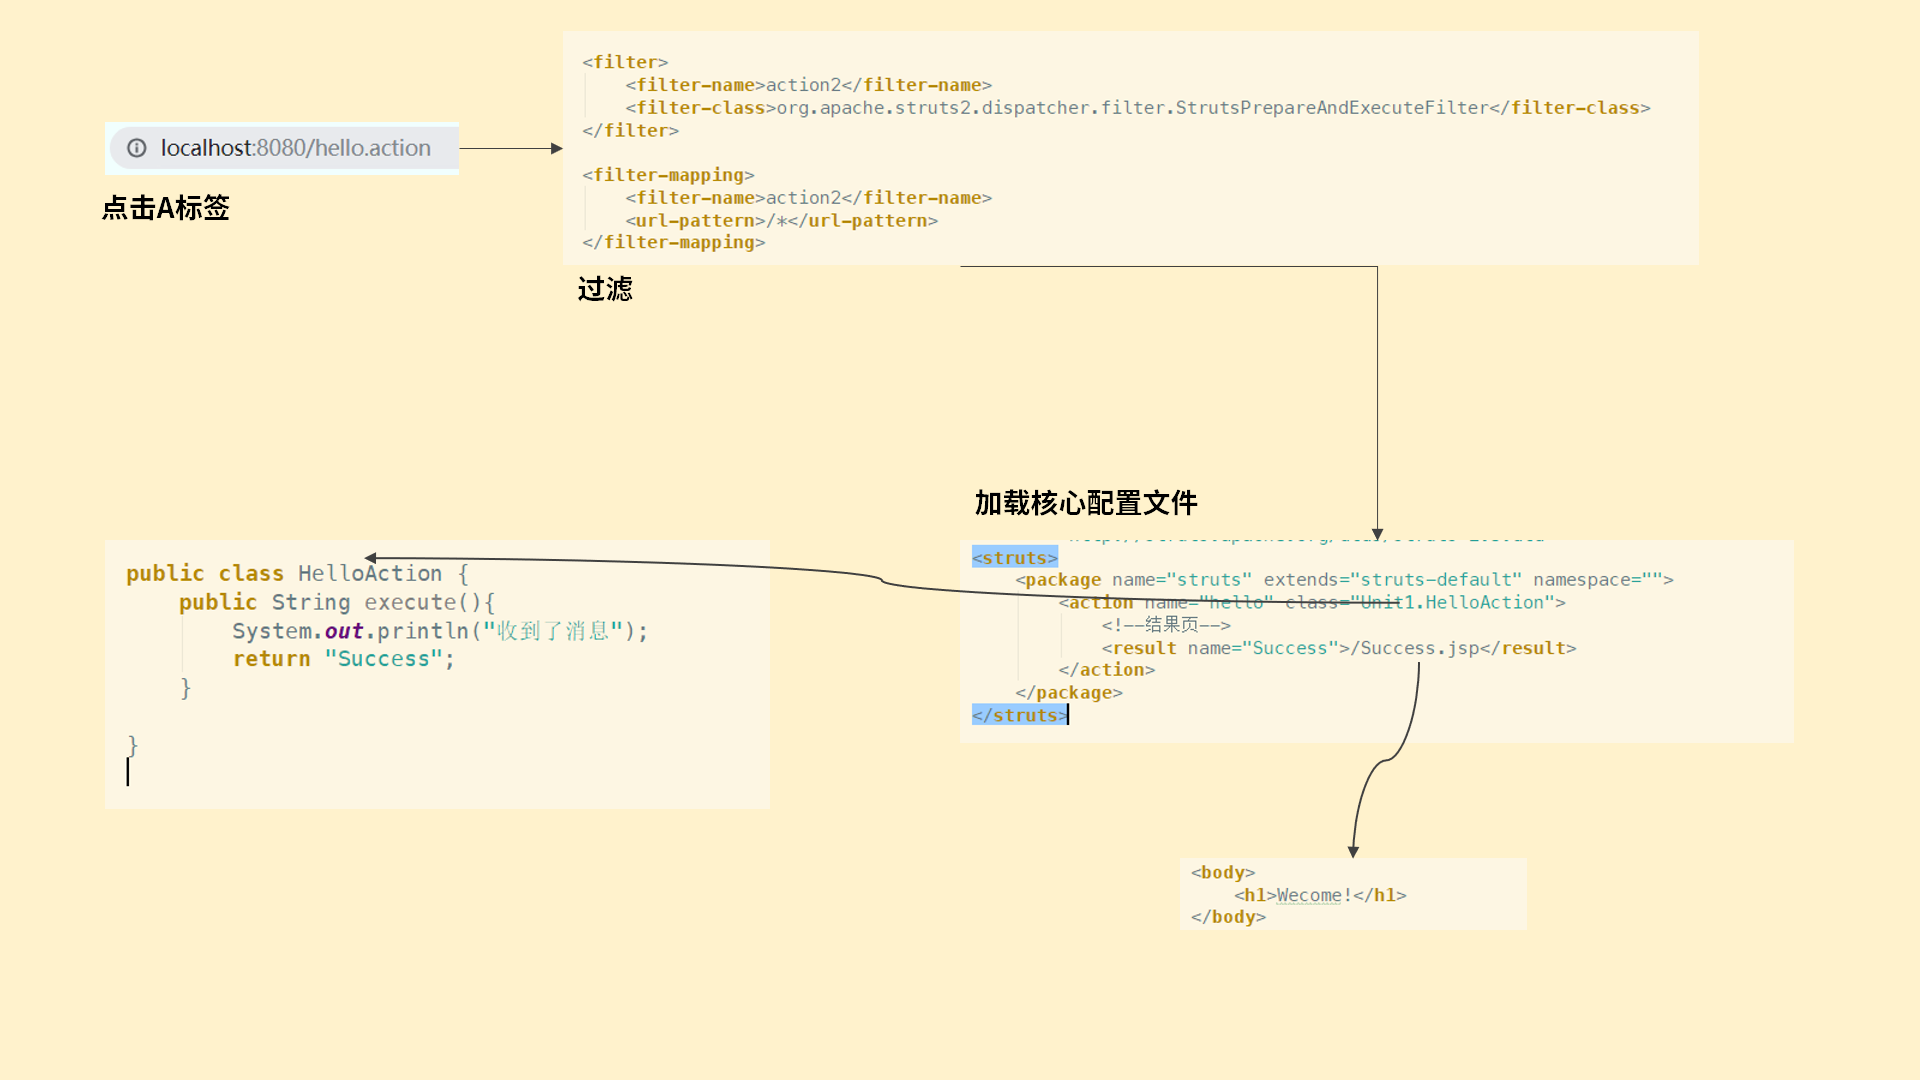 localhost:8080/hello.action
点击A标签
<filter>
<filter-name>action2</filter-name>
<filter-class>org.apache.struts2.dispatcher.filter.StrutsPrepareAndExecuteFilter</filter-class>
</filter>
<filter-mapping>
<filter-name>action2</filter-name>
<url-pattern>/*</url-pattern>
</filter-mapping>
过滤
加载核心配置文件
<struts>
<package name="struts" extends="struts-default" namespace="">
<action name="hello" class="Unit1.HelloAction">
<!--结果页-->
<result name="Success">/Success.jsp</result>
</action>
</package>
</struts>
public class HelloAction {
public String execute(){
System.out.println("收到了消息");
return "Success";
}
}
<body>
<h1>Wecome!</h1>
</body>